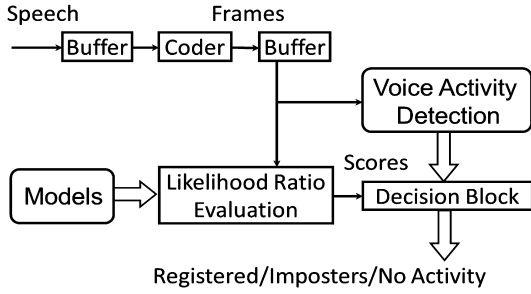 Speech
Frames
Buffer
Coder
Buffer
Voice Activity
Detection
Scores
Models
Likelihood Ratio
Evaluation
Decision Block
Registered/Imposters/No Activity